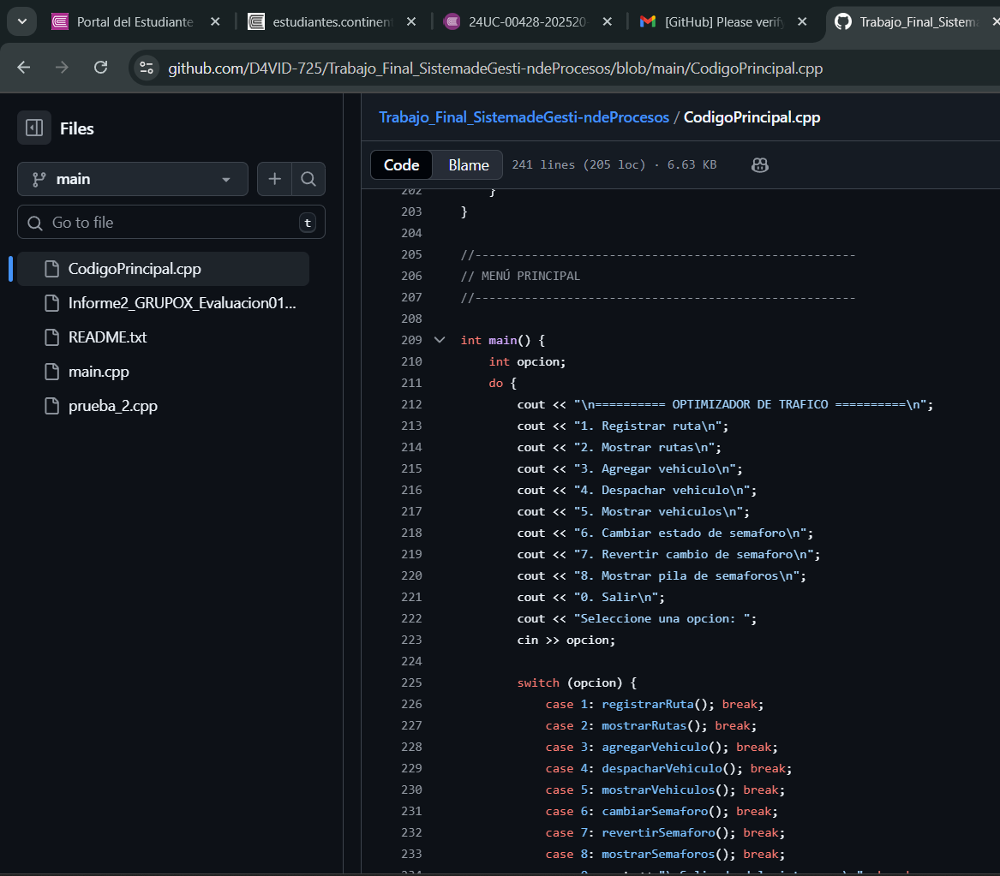 Portal del Estudiante
estudiantes.continent
24UC-00428-202520
[GitHub] Please verify
Trabajo_Final_Sistema
github.com/D4VID-725/Trabajo_Final_SistemadeGesti-ndeProcesos/blob/main/CodigoPrincipal.cpp
Files
main
Go to file
t
CodigoPrincipal.cpp
Informe2_GRUPOX_Evaluacion01...
README.txt
main.cpp
prueba_2.cpp
Trabajo_Final_SistemadeGesti-ndeProcesos / CodigoPrincipal.cpp
Code Blame 241 lines (205 loc) · 6.63 KB
202 }
203 }
204
205 //------------------------------------------------------
206 // MENÚ PRINCIPAL
207 //------------------------------------------------------
208
209 int main() {
210 int opcion;
211 do {
212 cout << "\n========== OPTIMIZADOR DE TRAFICO ==========\n";
213 cout << "1. Registrar ruta\n";
214 cout << "2. Mostrar rutas\n";
215 cout << "3. Agregar vehiculo\n";
216 cout << "4. Despachar vehiculo\n";
217 cout << "5. Mostrar vehiculos\n";
218 cout << "6. Cambiar estado de semaforo\n";
219 cout << "7. Revertir cambio de semaforo\n";
220 cout << "8. Mostrar pila de semaforos\n";
221 cout << "0. Salir\n";
222 cout << "Seleccione una opcion: ";
223 cin >> opcion;
224
225 switch (opcion) {
226 case 1: registrarRuta(); break;
227 case 2: mostrarRutas(); break;
228 case 3: agregarVehiculo(); break;
229 case 4: despacharVehiculo(); break;
230 case 5: mostrarVehiculos(); break;
231 case 6: cambiarSemaforo(); break;
232 case 7: revertirSemaforo(); break;
233 case 8: mostrarSemaforos(); break;